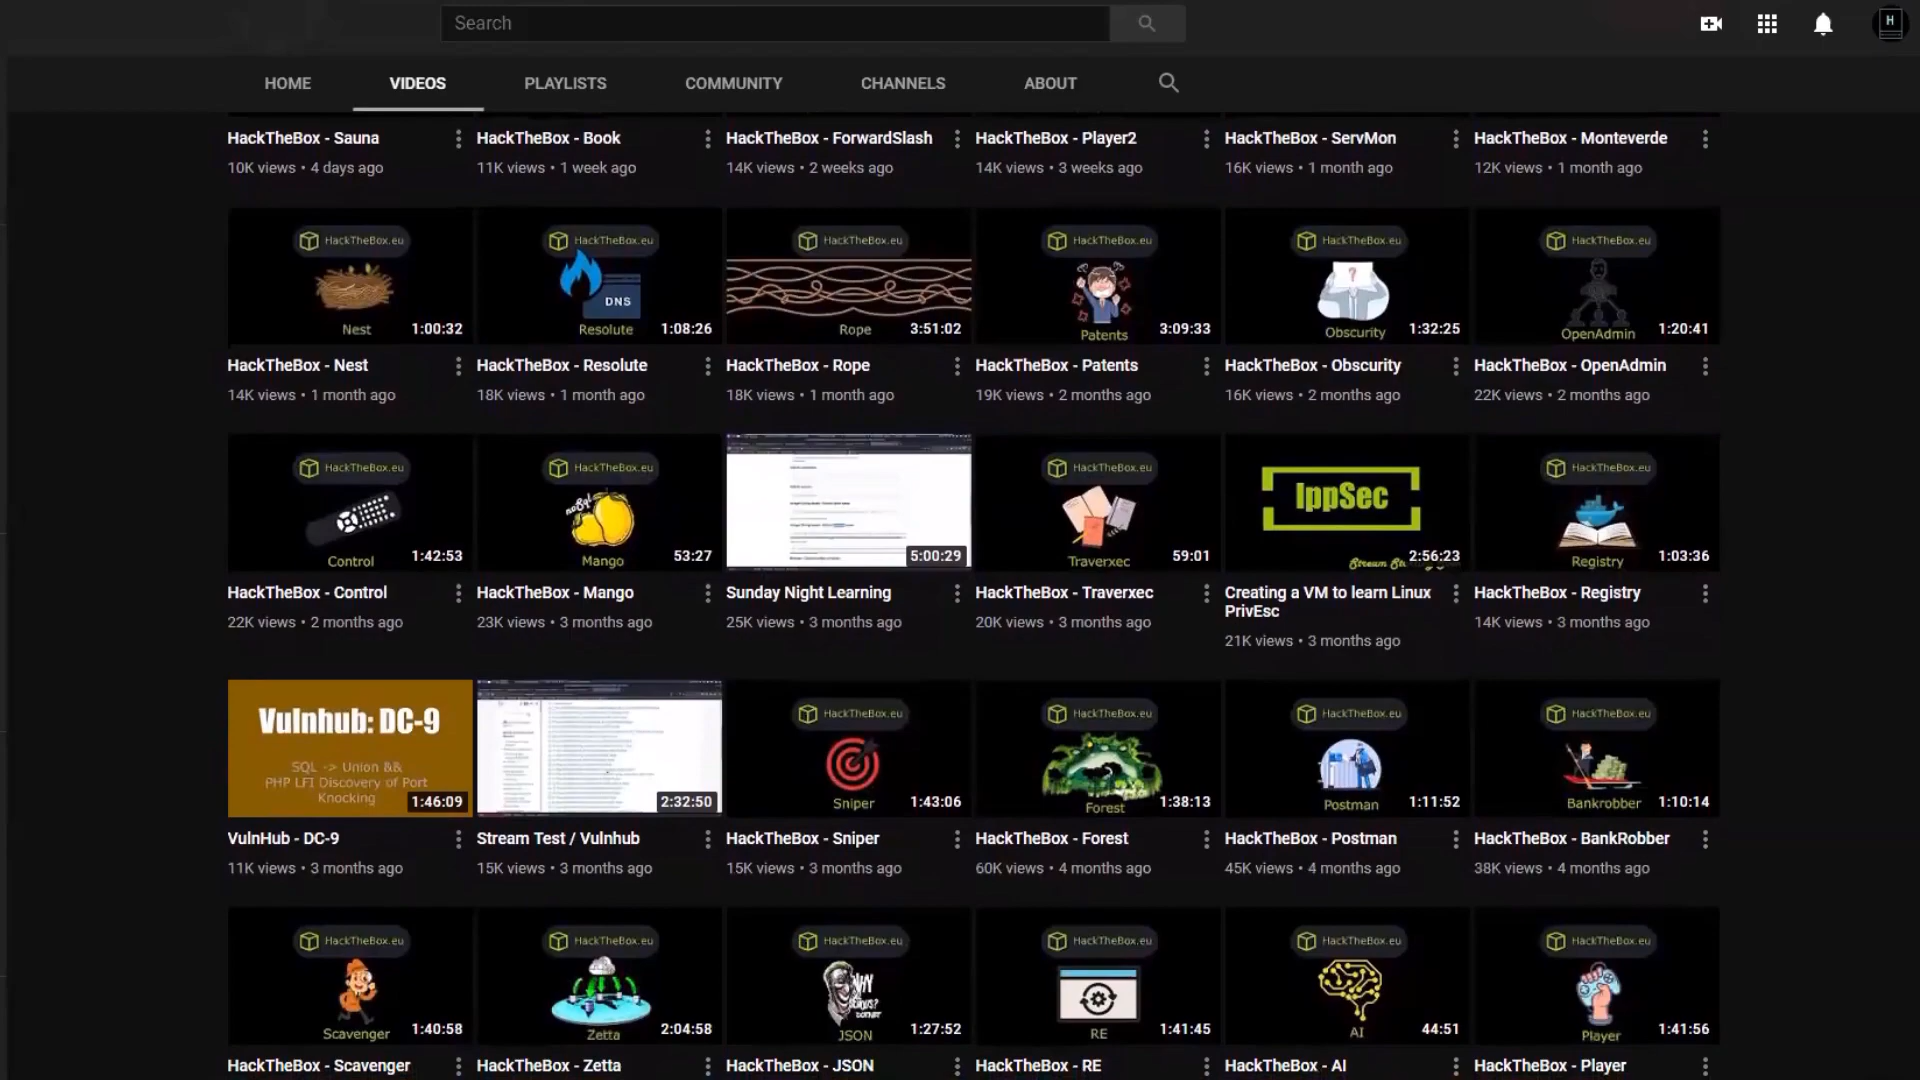 Search
H
HOME VIDEOS PLAYLISTS COMMUNITY CHANNELS ABOUT
HackTheBox - Sauna HackTheBox - Book HackTheBox - ForwardSlash HackTheBox - Player2 HackTheBox - ServMon HackTheBox - Monteverde
10K views • 4 days ago 11K views • 1 week ago 14K views • 2 weeks ago 14K views • 3 weeks ago 16K views • 1 month ago 12K views • 1 month ago
HackTheBox.eu HackTheBox.eu HackTheBox.eu HackTheBox.eu HackTheBox.eu HackTheBox.eu
?
DNS
Nest 1:00:32 Resolute 1:08:26 Rope 3:51:02 Patents 3:09:33 Obscurity 1:32:25 OpenAdmin 1:20:41
HackTheBox - Nest HackTheBox - Resolute HackTheBox - Rope HackTheBox - Patents HackTheBox - Obscurity HackTheBox - OpenAdmin
14K views • 1 month ago 18K views • 1 month ago 18K views • 1 month ago 19K views • 2 months ago 16K views • 2 months ago 22K views • 2 months ago
HackTheBox.eu HackTheBox.eu HackTheBox.eu IppSec HackTheBox.eu
noSql
Control 1:42:53 Mango 53:27 5:00:29 Traverxec 59:01 Stream 2:56:23 Registry 1:03:36
HackTheBox - Control HackTheBox - Mango Sunday Night Learning HackTheBox - Traverxec Creating a VM to learn Linux HackTheBox - Registry
PrivEsc
22K views • 2 months ago 23K views • 3 months ago 25K views • 3 months ago 20K views • 3 months ago 21K views • 3 months ago 14K views • 3 months ago
Vulnhub: DC-9 HackTheBox.eu HackTheBox.eu HackTheBox.eu HackTheBox.eu
SQL -> Union &&
PHP LFI Discovery of Port
Knocking 1:46:09 2:32:50 Sniper 1:43:06 Forest 1:38:13 Postman 1:11:52 Bankrobber 1:10:14
VulnHub - DC-9 Stream Test / Vulnhub HackTheBox - Sniper HackTheBox - Forest HackTheBox - Postman HackTheBox - BankRobber
11K views • 3 months ago 15K views • 3 months ago 15K views • 3 months ago 60K views • 4 months ago 45K views • 4 months ago 38K views • 4 months ago
HackTheBox.eu HackTheBox.eu HackTheBox.eu HackTheBox.eu HackTheBox.eu HackTheBox.eu
WHY
SERIOUS?
DOTNET
Scavenger 1:40:58 Zetta 2:04:58 JSON 1:27:52 RE 1:41:45 AI 44:51 Player 1:41:56
HackTheBox - Scavenger HackTheBox - Zetta HackTheBox - JSON HackTheBox - RE HackTheBox - AI HackTheBox - Player